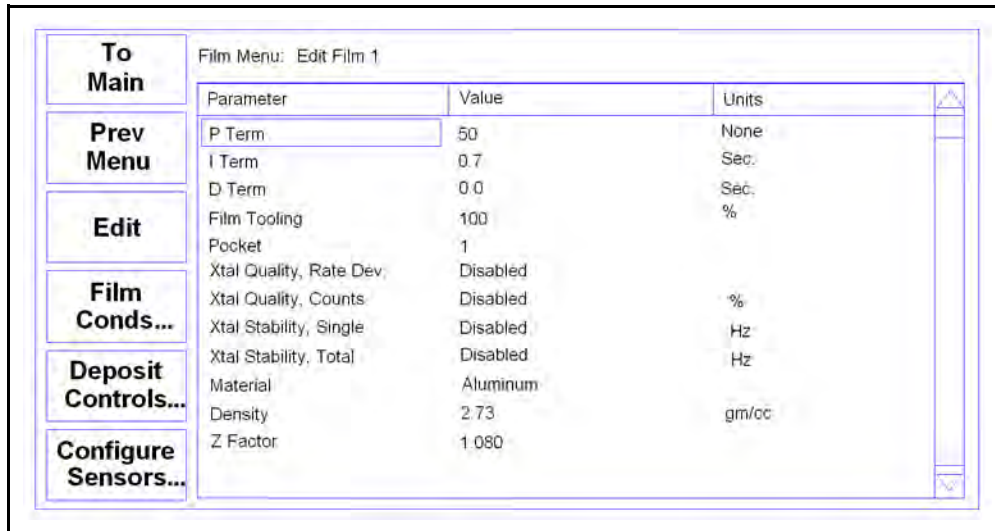 To
Main
Prev
Menu
Edit
Film
Conds...
Deposit
Controls...
Configure
Sensors...
Film Menu: Edit Film 1
Parameter Value Units
P Term 50 None
I Term 0.7 Sec.
D Term 0.0 Sec.
Film Tooling 100 %
Pocket 1
Xtal Quality, Rate Dev. Disabled
Xtal Quality, Counts Disabled %
Xtal Stability, Single Disabled Hz
Xtal Stability, Total Disabled Hz
Material Aluminum
Density 2.73 gm/cc
Z Factor 1.080